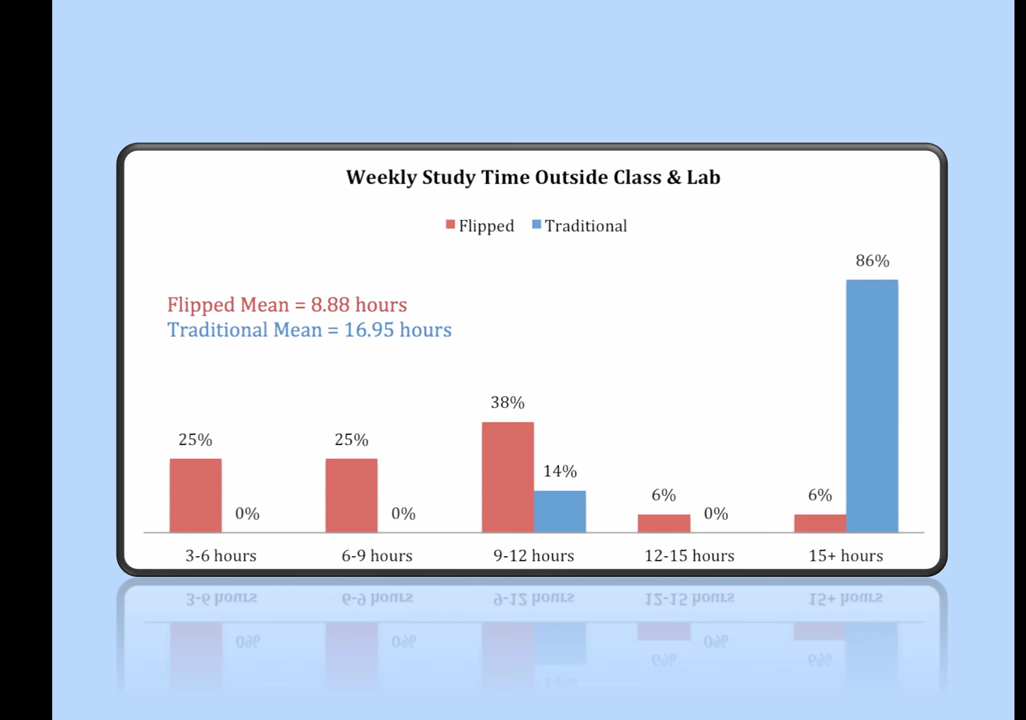 Weekly Study Time Outside Class & Lab
Flipped Traditional
86%
Flipped Mean = 8.88 hours
Traditional Mean = 16.95 hours
38%
25% 25%
14%
6% 6%
0% 0% 0%
3-6 hours 6-9 hours 9-12 hours 12-15 hours 15+ hours